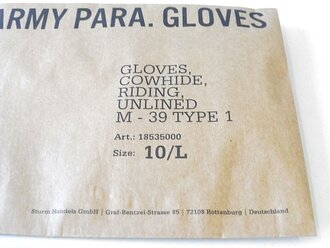 ARMY PARA. GLOVES
GLOVES,
COWHIDE,
RIDING,
UNLINED
M - 39 TYPE 1
Art.: 18535000
Size: 10/L
Sturm Handels GmbH | Graf-Bentzel-Strasse 85 | 72108 Rottenburg | Deutschland